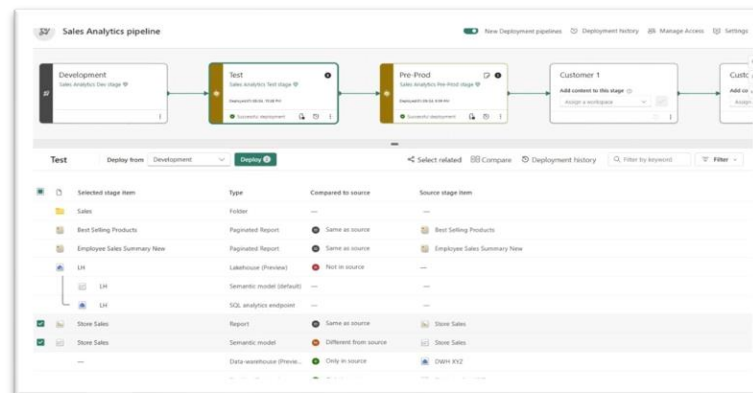 Sales Analytics pipeline
New Deployment pipelines Deployment history Manage Access Settings
Development
Sales Analytics Dev stage
Test
Sales Analytics Test stage
Successful deployment
Pre-Prod
Sales Analytics Pre-Prod stage
Successful deployment
Customer 1
Add content to this stage
Assign a workspace
Test Deploy from Development Deploy
Select related Compare Deployment history Filter by keyword Filter
Selected stage item Type Compared to source Source stage item
Sales Folder —
—
Best Selling Products Paginated Report Same as source Best Selling Products
Employee Sales Summary New Paginated Report Same as source Employee Sales Summary New
LH Lakehouse (Preview) Not in source —
LH Semantic model (default) —
LH SQL analytics endpoint — —
Store Sales Report Same as source Store Sales
Store Sales Semantic model Different from source Store Sales
— Data-warehouse (Previe... Only in source DWH XYZ